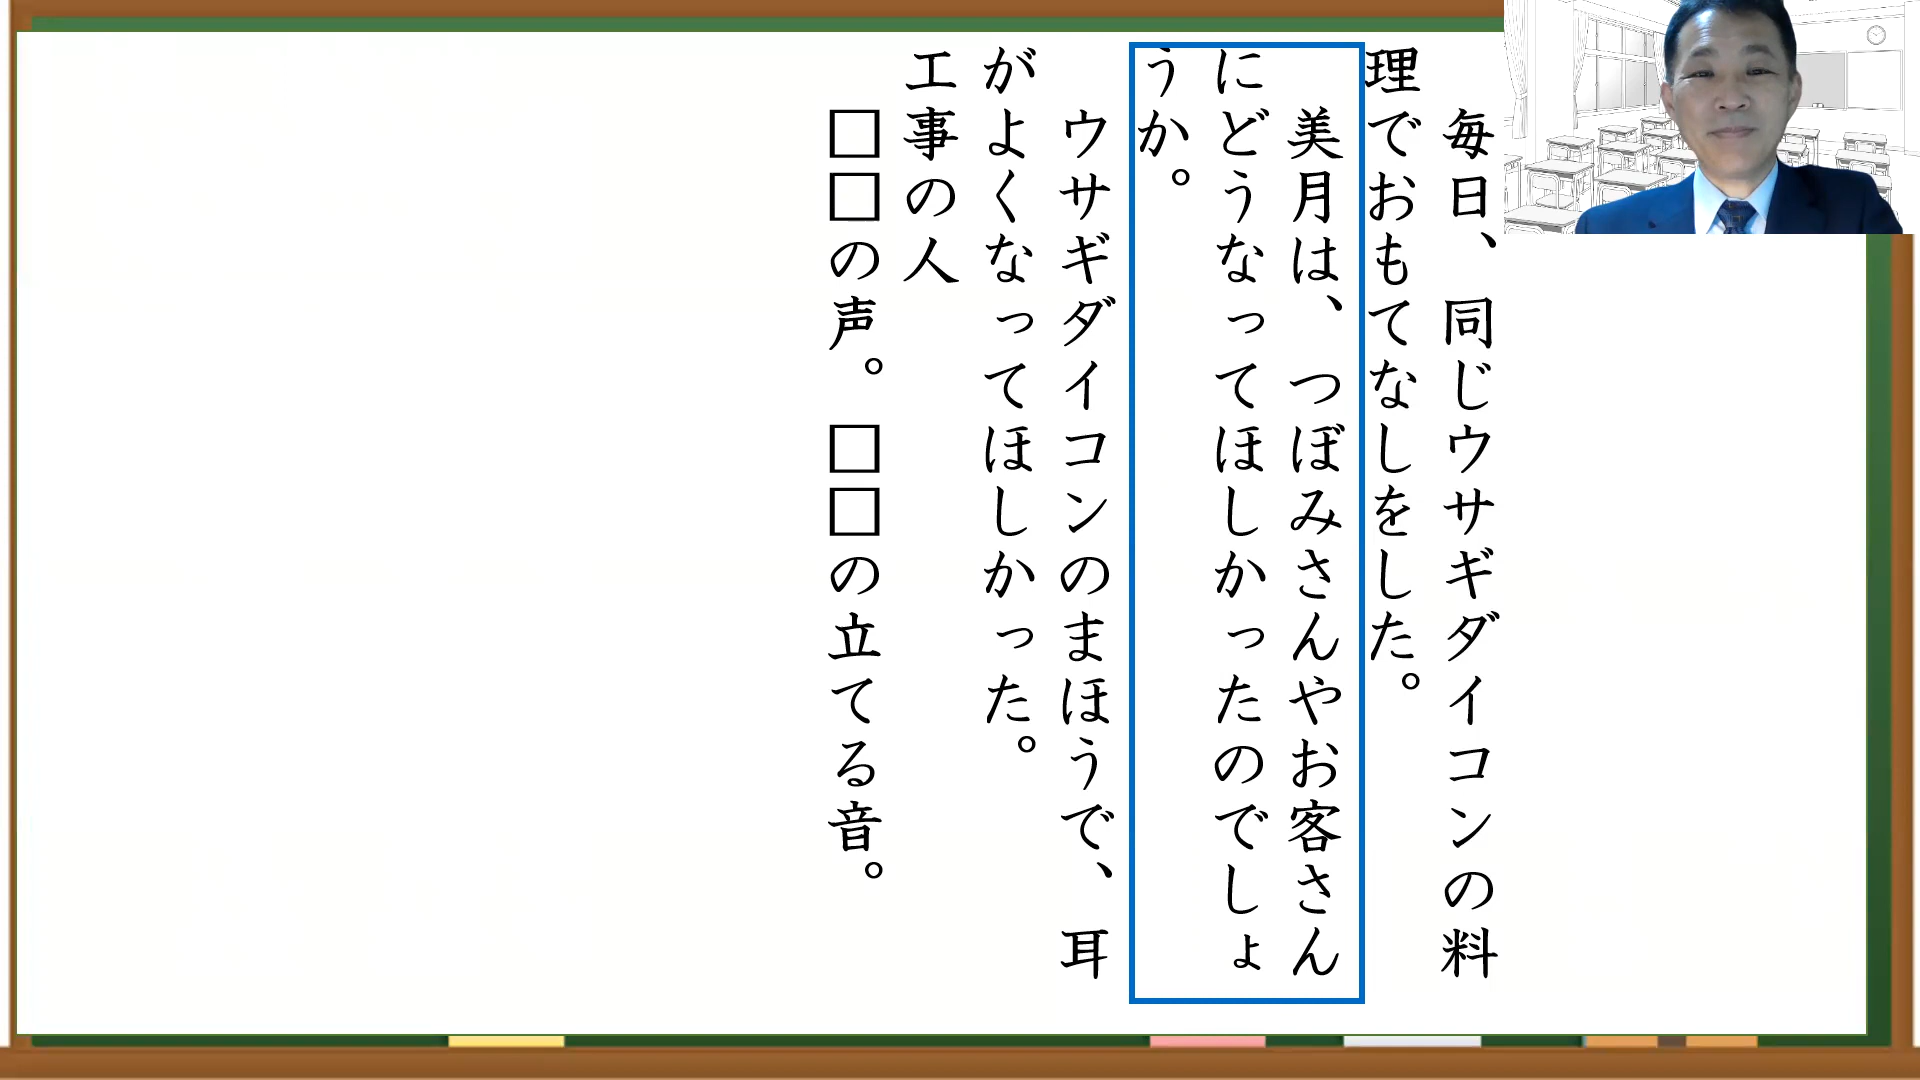 毎日、同じウサギダイコンの料
理でおもてなしをした。
美月は、つぼみさんやお客さん
にどうなってほしかったのでしょ
うか。
ウサギダイコンのまほうで、耳
がよくなってほしかった。
工事の人
□□の声。□□の立てる音。